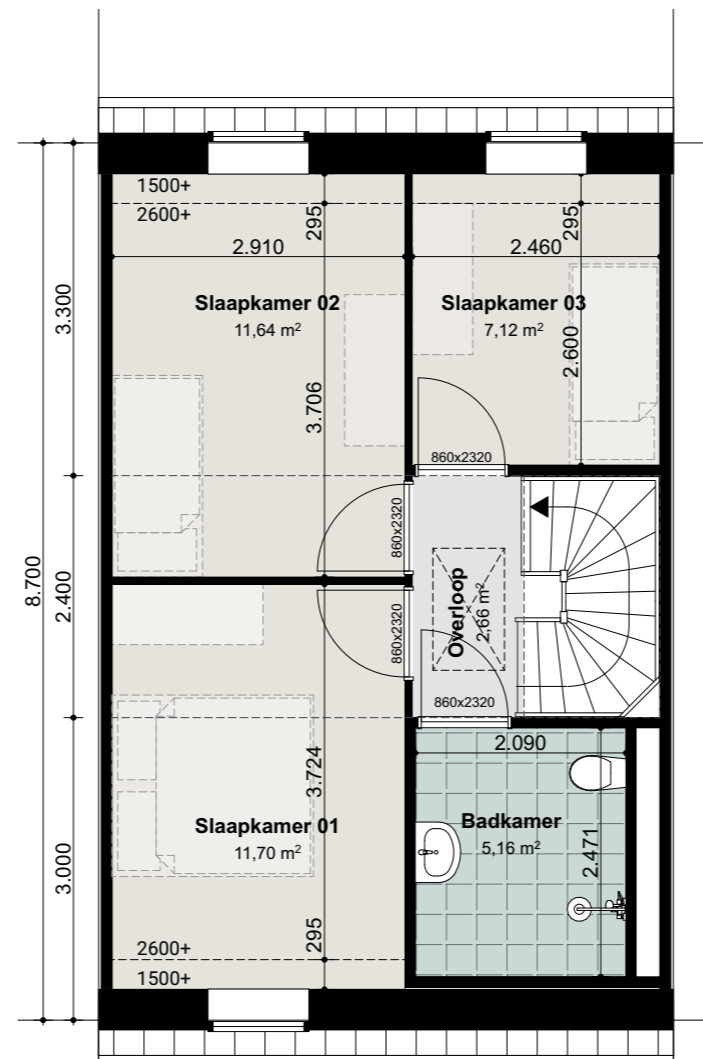 1500+
2600+
295
295
2.910
2.460
3.300
Slaapkamer 02
11,64 m²
Slaapkamer 03
7,12 m²
2.600
3.706
860x2320
860x2320
8.700
2.400
Overloop
2,66 m²
860x2320
860x2320
2.090
3.724
Slaapkamer 01
11,70 m²
Badkamer
5,16 m²
2.471
3.000
295
2600+
1500+